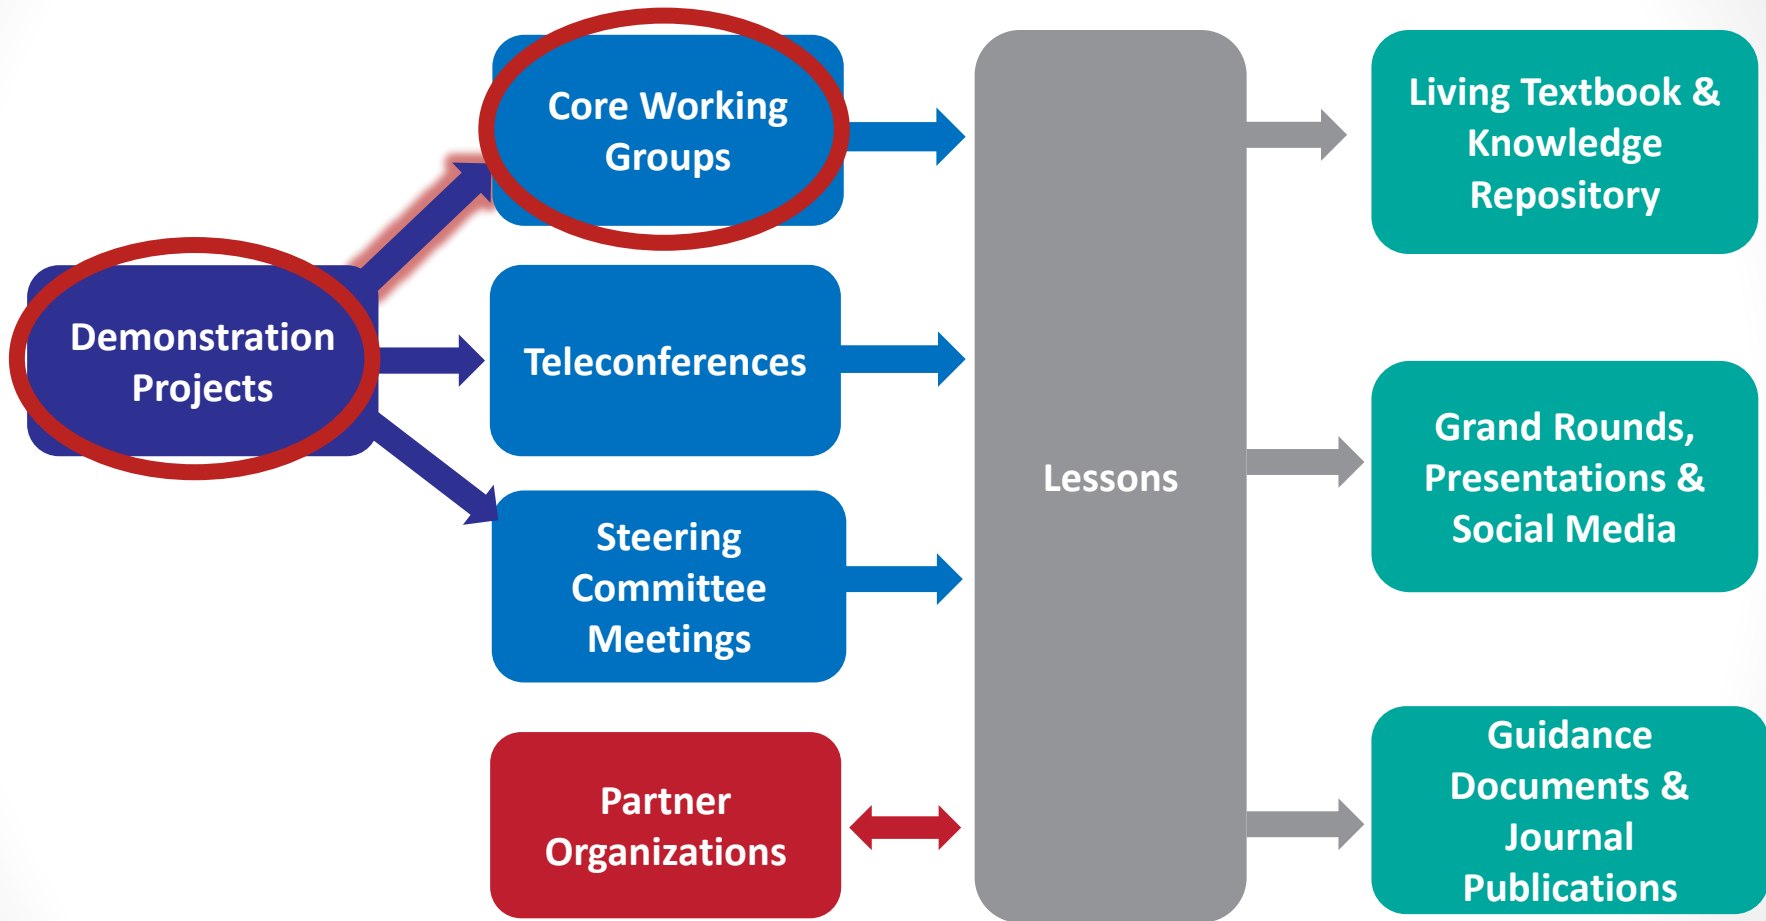 Core Working
Groups
Demonstration
Projects
Teleconferences
Steering
Committee
Meetings
Partner
Organizations
Lessons
Living Textbook &
Knowledge
Repository
Grand Rounds,
Presentations &
Social Media
Guidance
Documents &
Journal
Publications